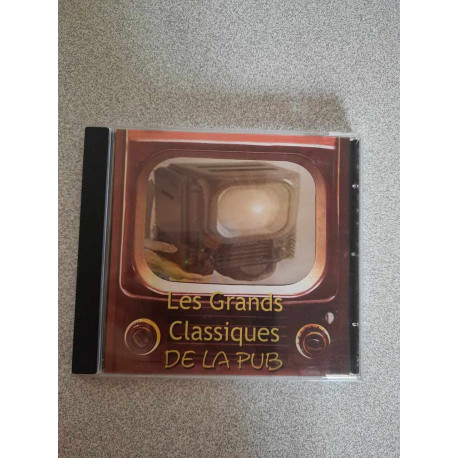 Les Grands
Classiques
DE LA PUB